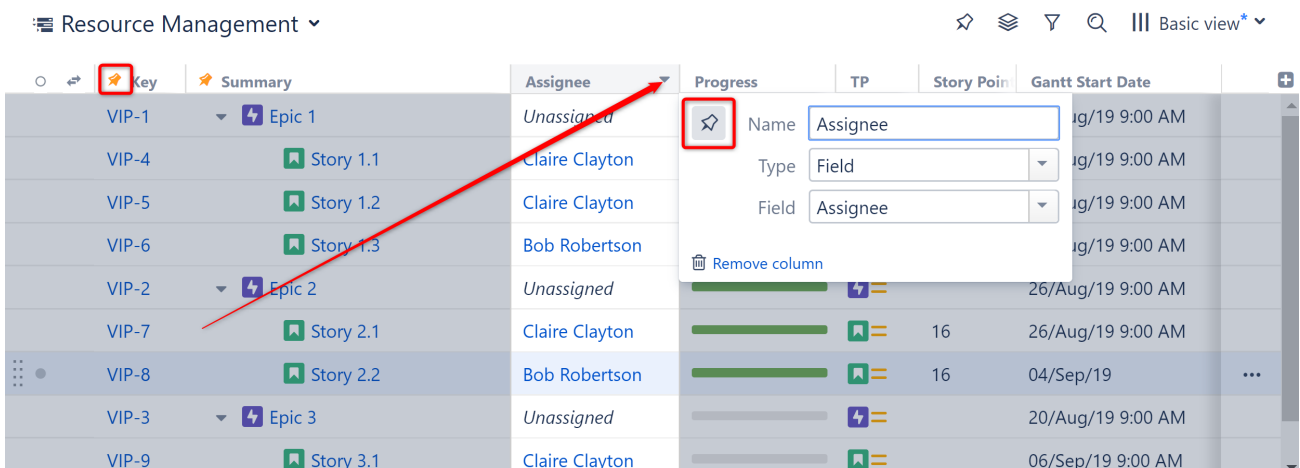 Resource Management
Basic view*
Key Summary Assignee Progress TP Story Poin Gantt Start Date
VIP-1 Epic 1 Unassigned ug/19 9:00 AM
Name Assignee
VIP-4 Story 1.1 Claire Clayton ug/19 9:00 AM
Type Field
VIP-5 Story 1.2 Claire Clayton ug/19 9:00 AM
Field Assignee
VIP-6 Story 1.3 Bob Robertson ug/19 9:00 AM
Remove column
VIP-2 Epic 2 Unassigned 26/Aug/19 9:00 AM
VIP-7 Story 2.1 Claire Clayton 16 26/Aug/19 9:00 AM
VIP-8 Story 2.2 Bob Robertson 16 04/Sep/19
VIP-3 Epic 3 Unassigned 20/Aug/19 9:00 AM
VIP-9 Story 3.1 Claire Clayton 06/Sep/19 9:00 AM